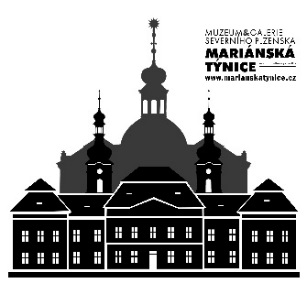 MUZEUM&GALERIE
SEVERNÍHO PLZEŇSKA
MARIÁNSKÁ
TÝNICE
www.marianskatynice.cz